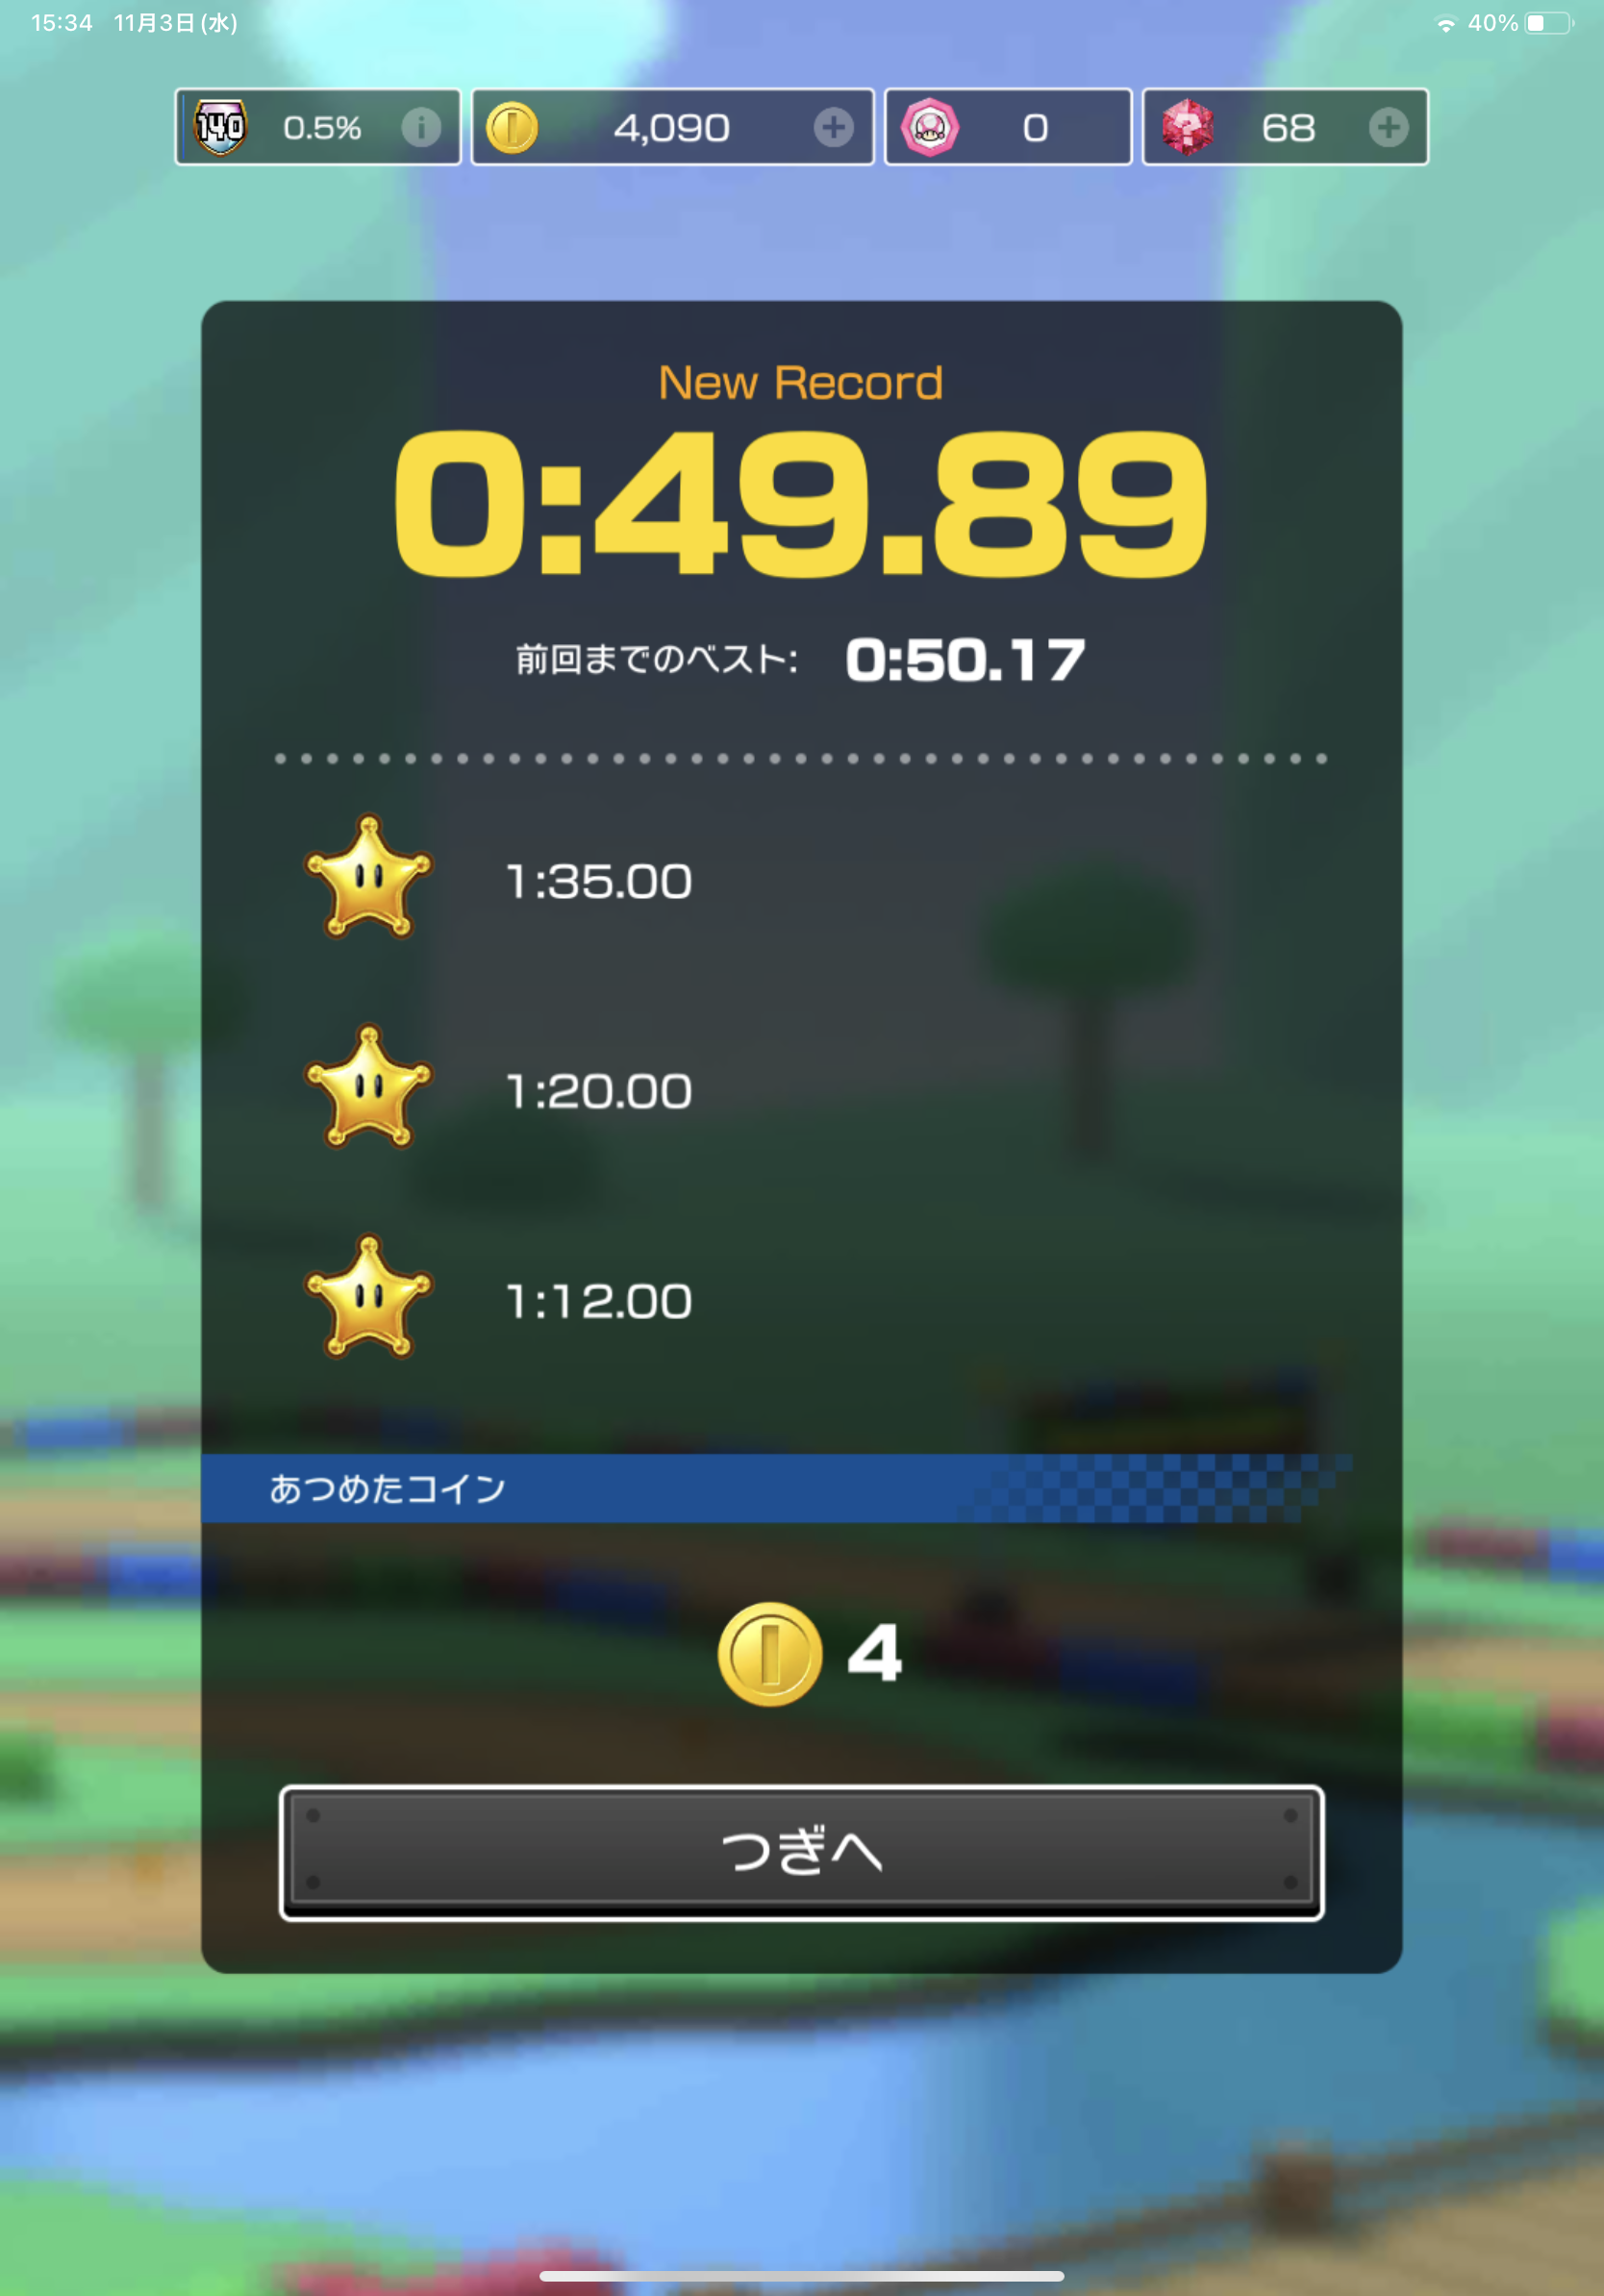 15:34 11月3日(水) 40%
140 0.5% 4,090 0 68
New Record
0:49.89
前回までのベスト: 0:50.17
1:35.00
1:20.00
1:12.00
あつめたコイン
4
つぎへ